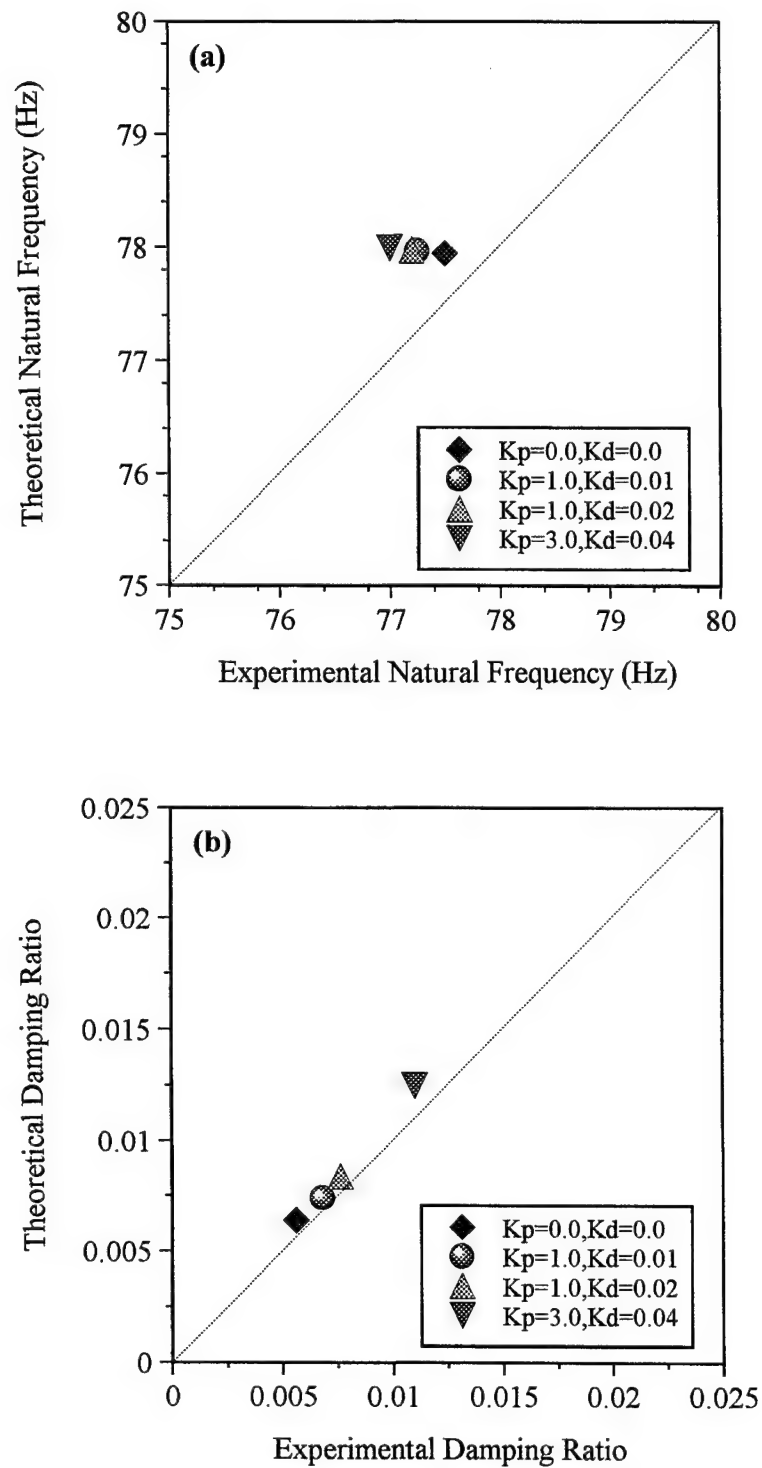 80
(a)
79
78
77
76
75
Theoretical Natural Frequency (Hz)
Kp=0.0,Kd=0.0
Kp=1.0,Kd=0.01
Kp=1.0,Kd=0.02
Kp=3.0,Kd=0.04
75 76 77 78 79 80
Experimental Natural Frequency (Hz)
0.025
(b)
0.02
0.015
0.01
0.005
0
Theoretical Damping Ratio
Kp=0.0,Kd=0.0
Kp=1.0,Kd=0.01
Kp=1.0,Kd=0.02
Kp=3.0,Kd=0.04
0 0.005 0.01 0.015 0.02 0.025
Experimental Damping Ratio